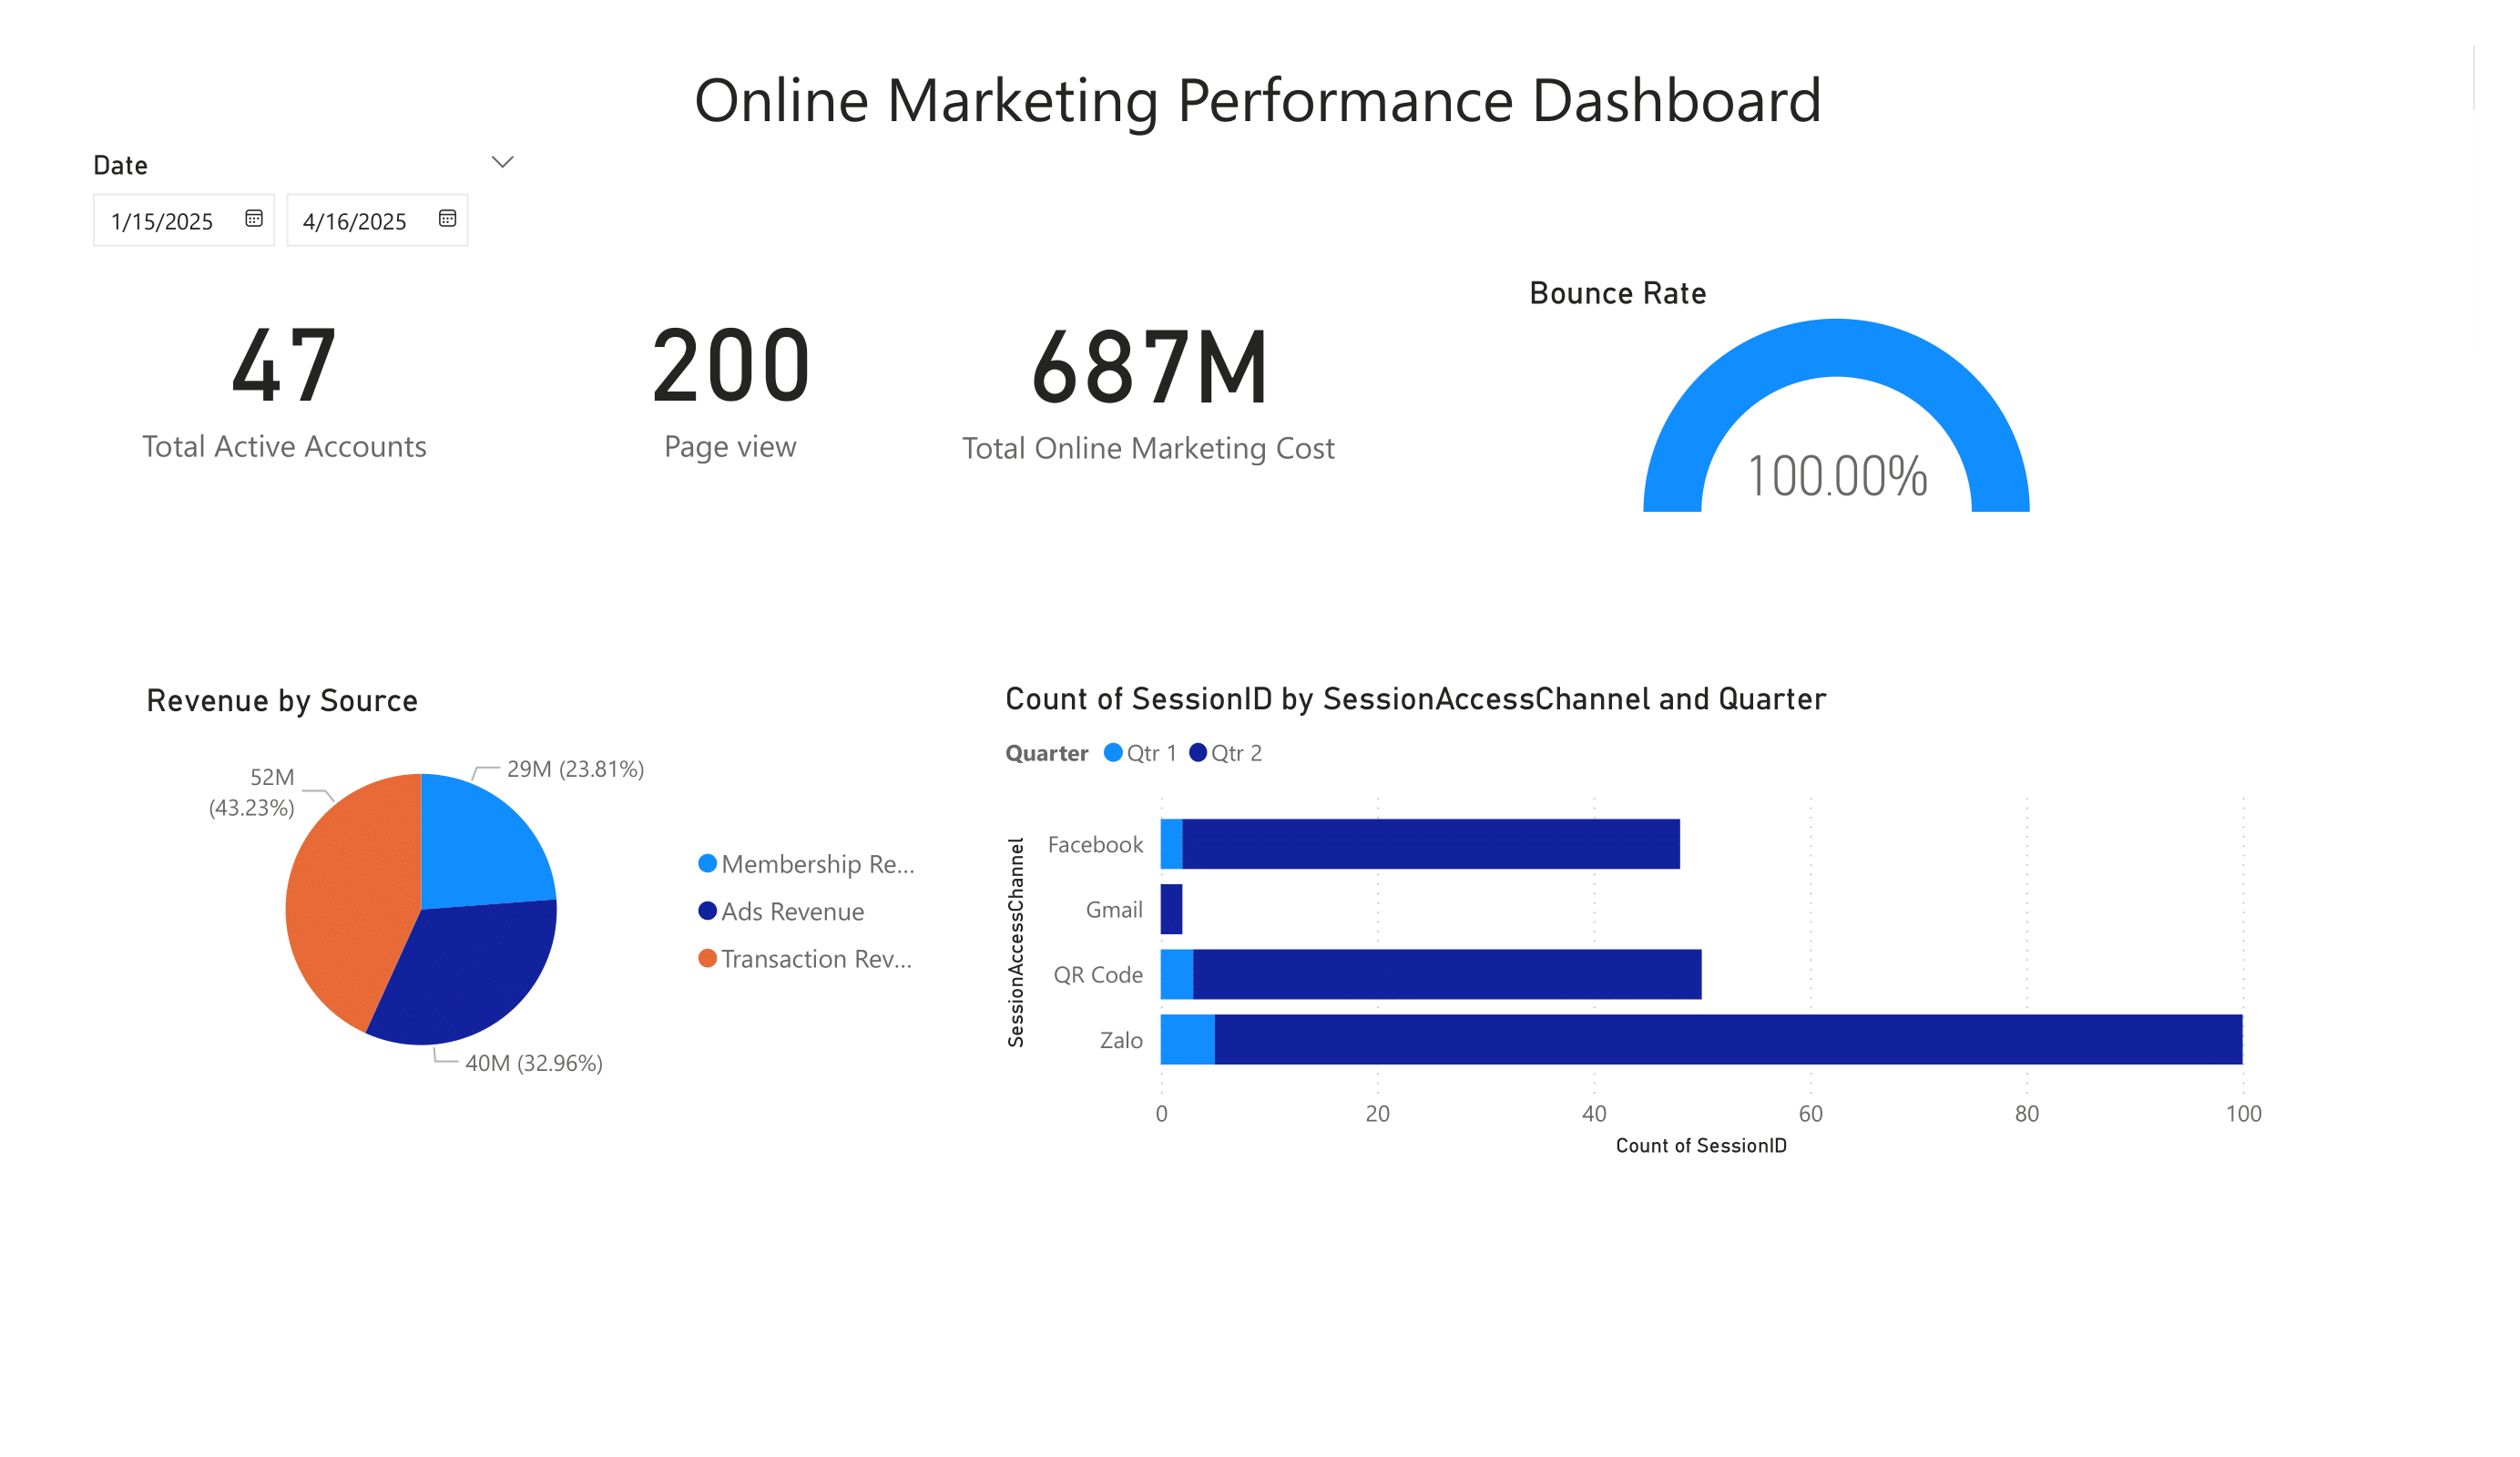 Online Marketing Performance Dashboard
Date
1/15/2025
4/16/2025
47
Total Active Accounts
200
Page view
687M
Total Online Marketing Cost
Bounce Rate
100.00%
Revenue by Source
29M (23.81%)
52M
(43.23%)
40M (32.96%)
Membership Re...
Ads Revenue
Transaction Rev...
Count of SessionID by SessionAccessChannel and Quarter
Quarter Qtr 1 Qtr 2
SessionAccessChannel
Facebook
Gmail
QR Code
Zalo
0 20 40 60 80 100
Count of SessionID